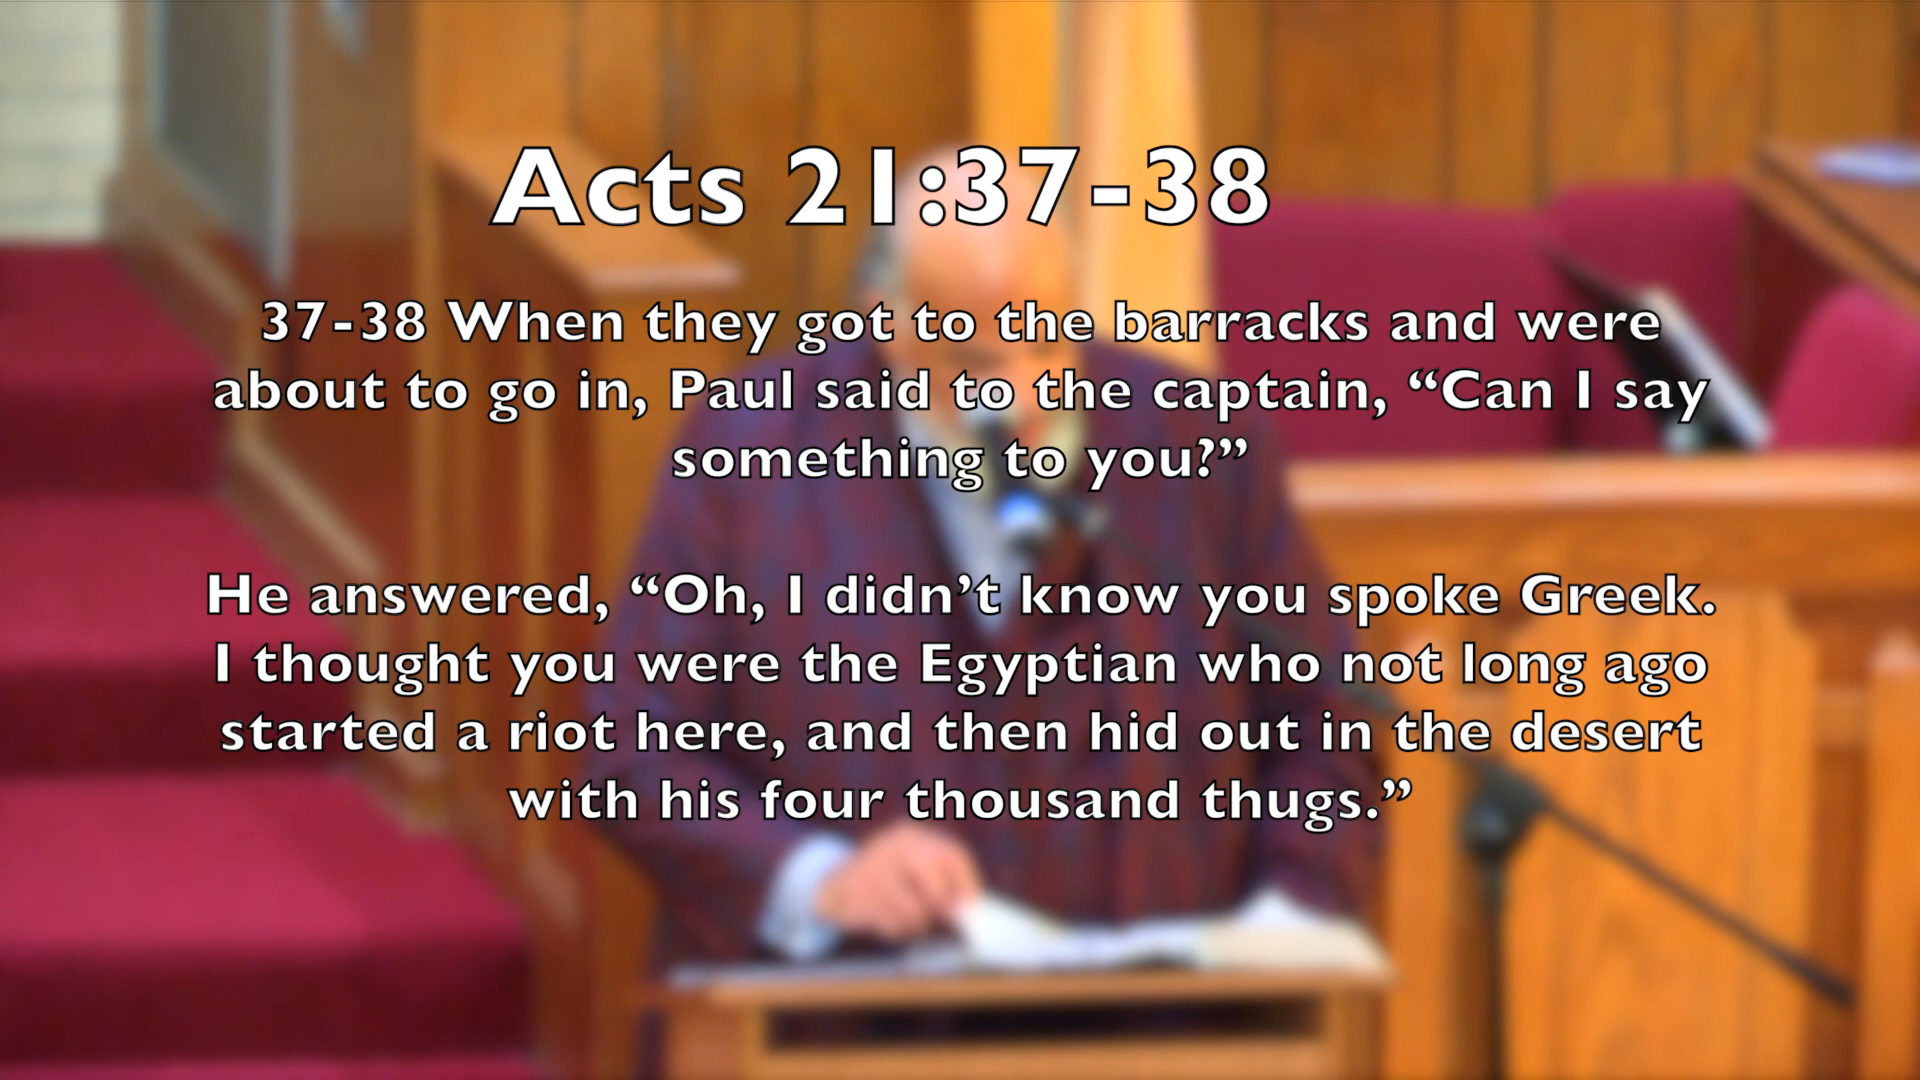 Acts 21:37-38
37-38 When they got to the barracks and were
about to go in, Paul said to the captain, “Can I say
something to you?”
He answered, “Oh, I didn’t know you spoke Greek.
I thought you were the Egyptian who not long ago
started a riot here, and then hid out in the desert
with his four thousand thugs.”